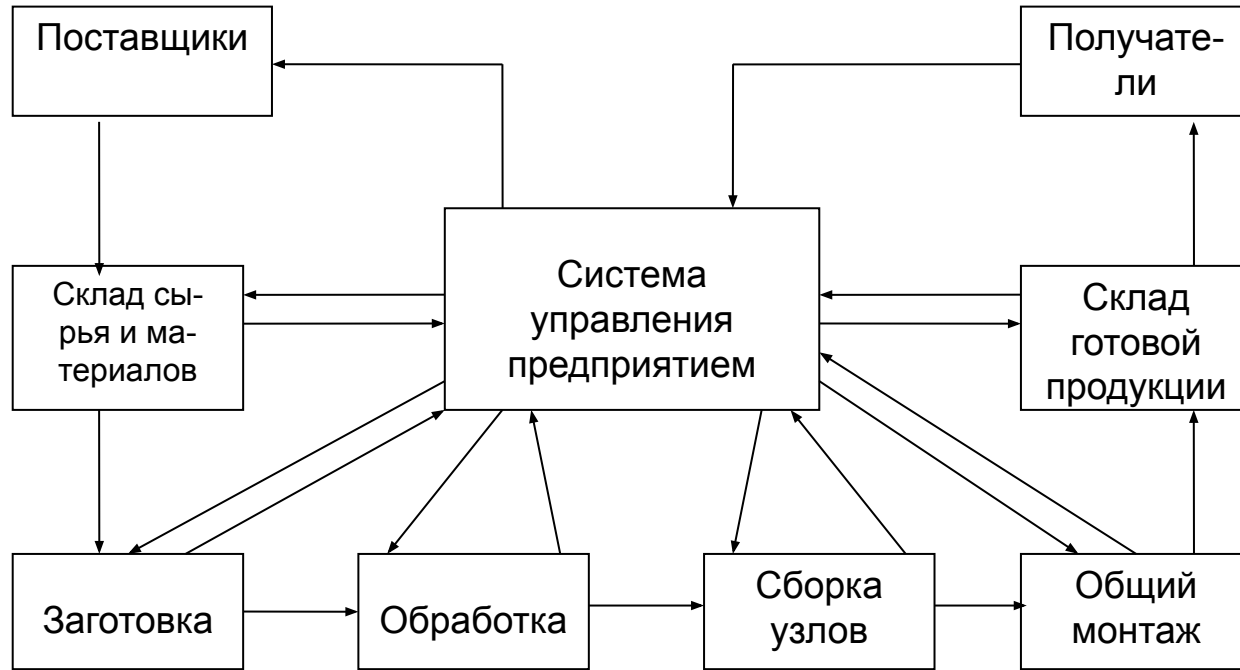 Поставщики
Получате-
ли
Система
управления
предприятием
Склад сы-
рья и ма-
териалов
Склад
готовой
продукции
Заготовка
Обработка
Сборка
узлов
Общий
монтаж